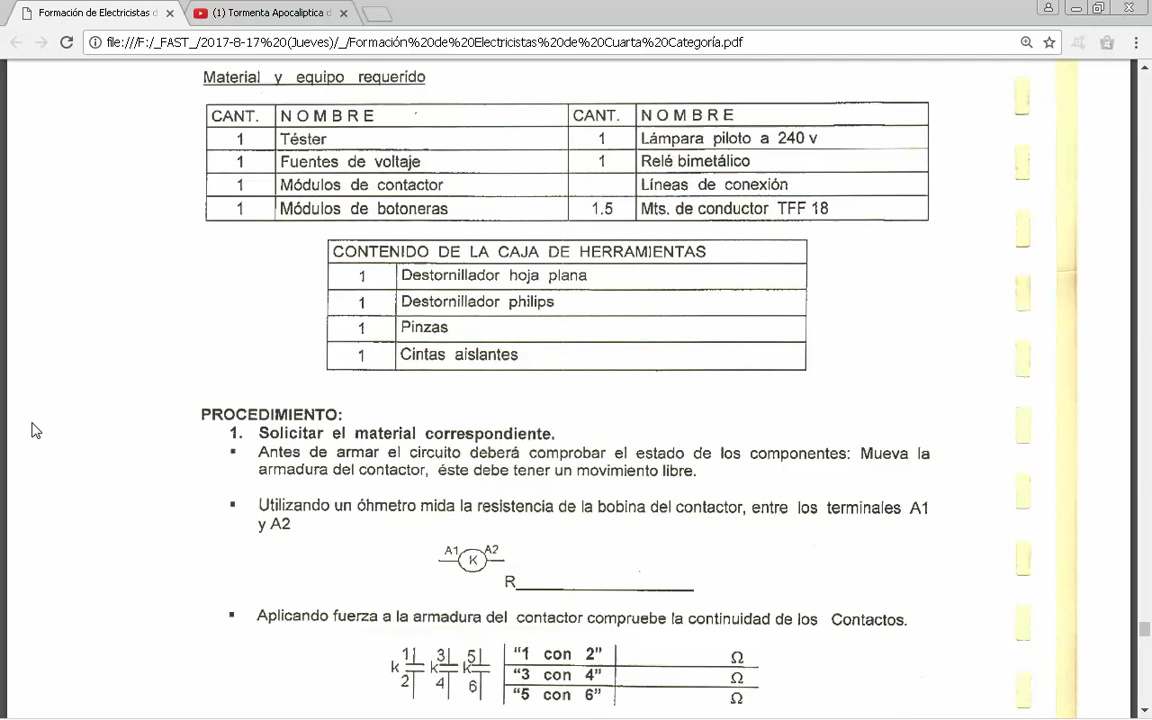 Formación de Electricistas d
(1) Tormenta Apocaliptica d
file:///F:/_FAST_/2017-8-17%20(Jueves)/_/Formación%20de%20Electricistas%20de%20Cuarta%20Categoría.pdf
Material y equipo requerido
CANT. NOMBRE CANT. NOMBRE
1 Téster 1 Lámpara piloto a 240 v
1 Fuentes de voltaje 1 Relé bimetálico
1 Módulos de contactor Líneas de conexión
1 Módulos de botoneras 1.5 Mts. de conductor TFF 18
CONTENIDO DE LA CAJA DE HERRAMIENTAS
1 Destornillador hoja plana
1 Destornillador philips
1 Pinzas
1 Cintas aislantes
PROCEDIMIENTO:
1. Solicitar el material correspondiente.
▪ Antes de armar el circuito deberá comprobar el estado de los componentes: Mueva la
armadura del contactor, éste debe tener un movimiento libre.
▪ Utilizando un óhmetro mida la resistencia de la bobina del contactor, entre los terminales A1
y A2
A1 K A2
R
▪ Aplicando fuerza a la armadura del contactor compruebe la continuidad de los Contactos.
k 1 k 3 k 5 "1 con 2" Ω
2 4 6 "3 con 4" Ω
"5 con 6" Ω